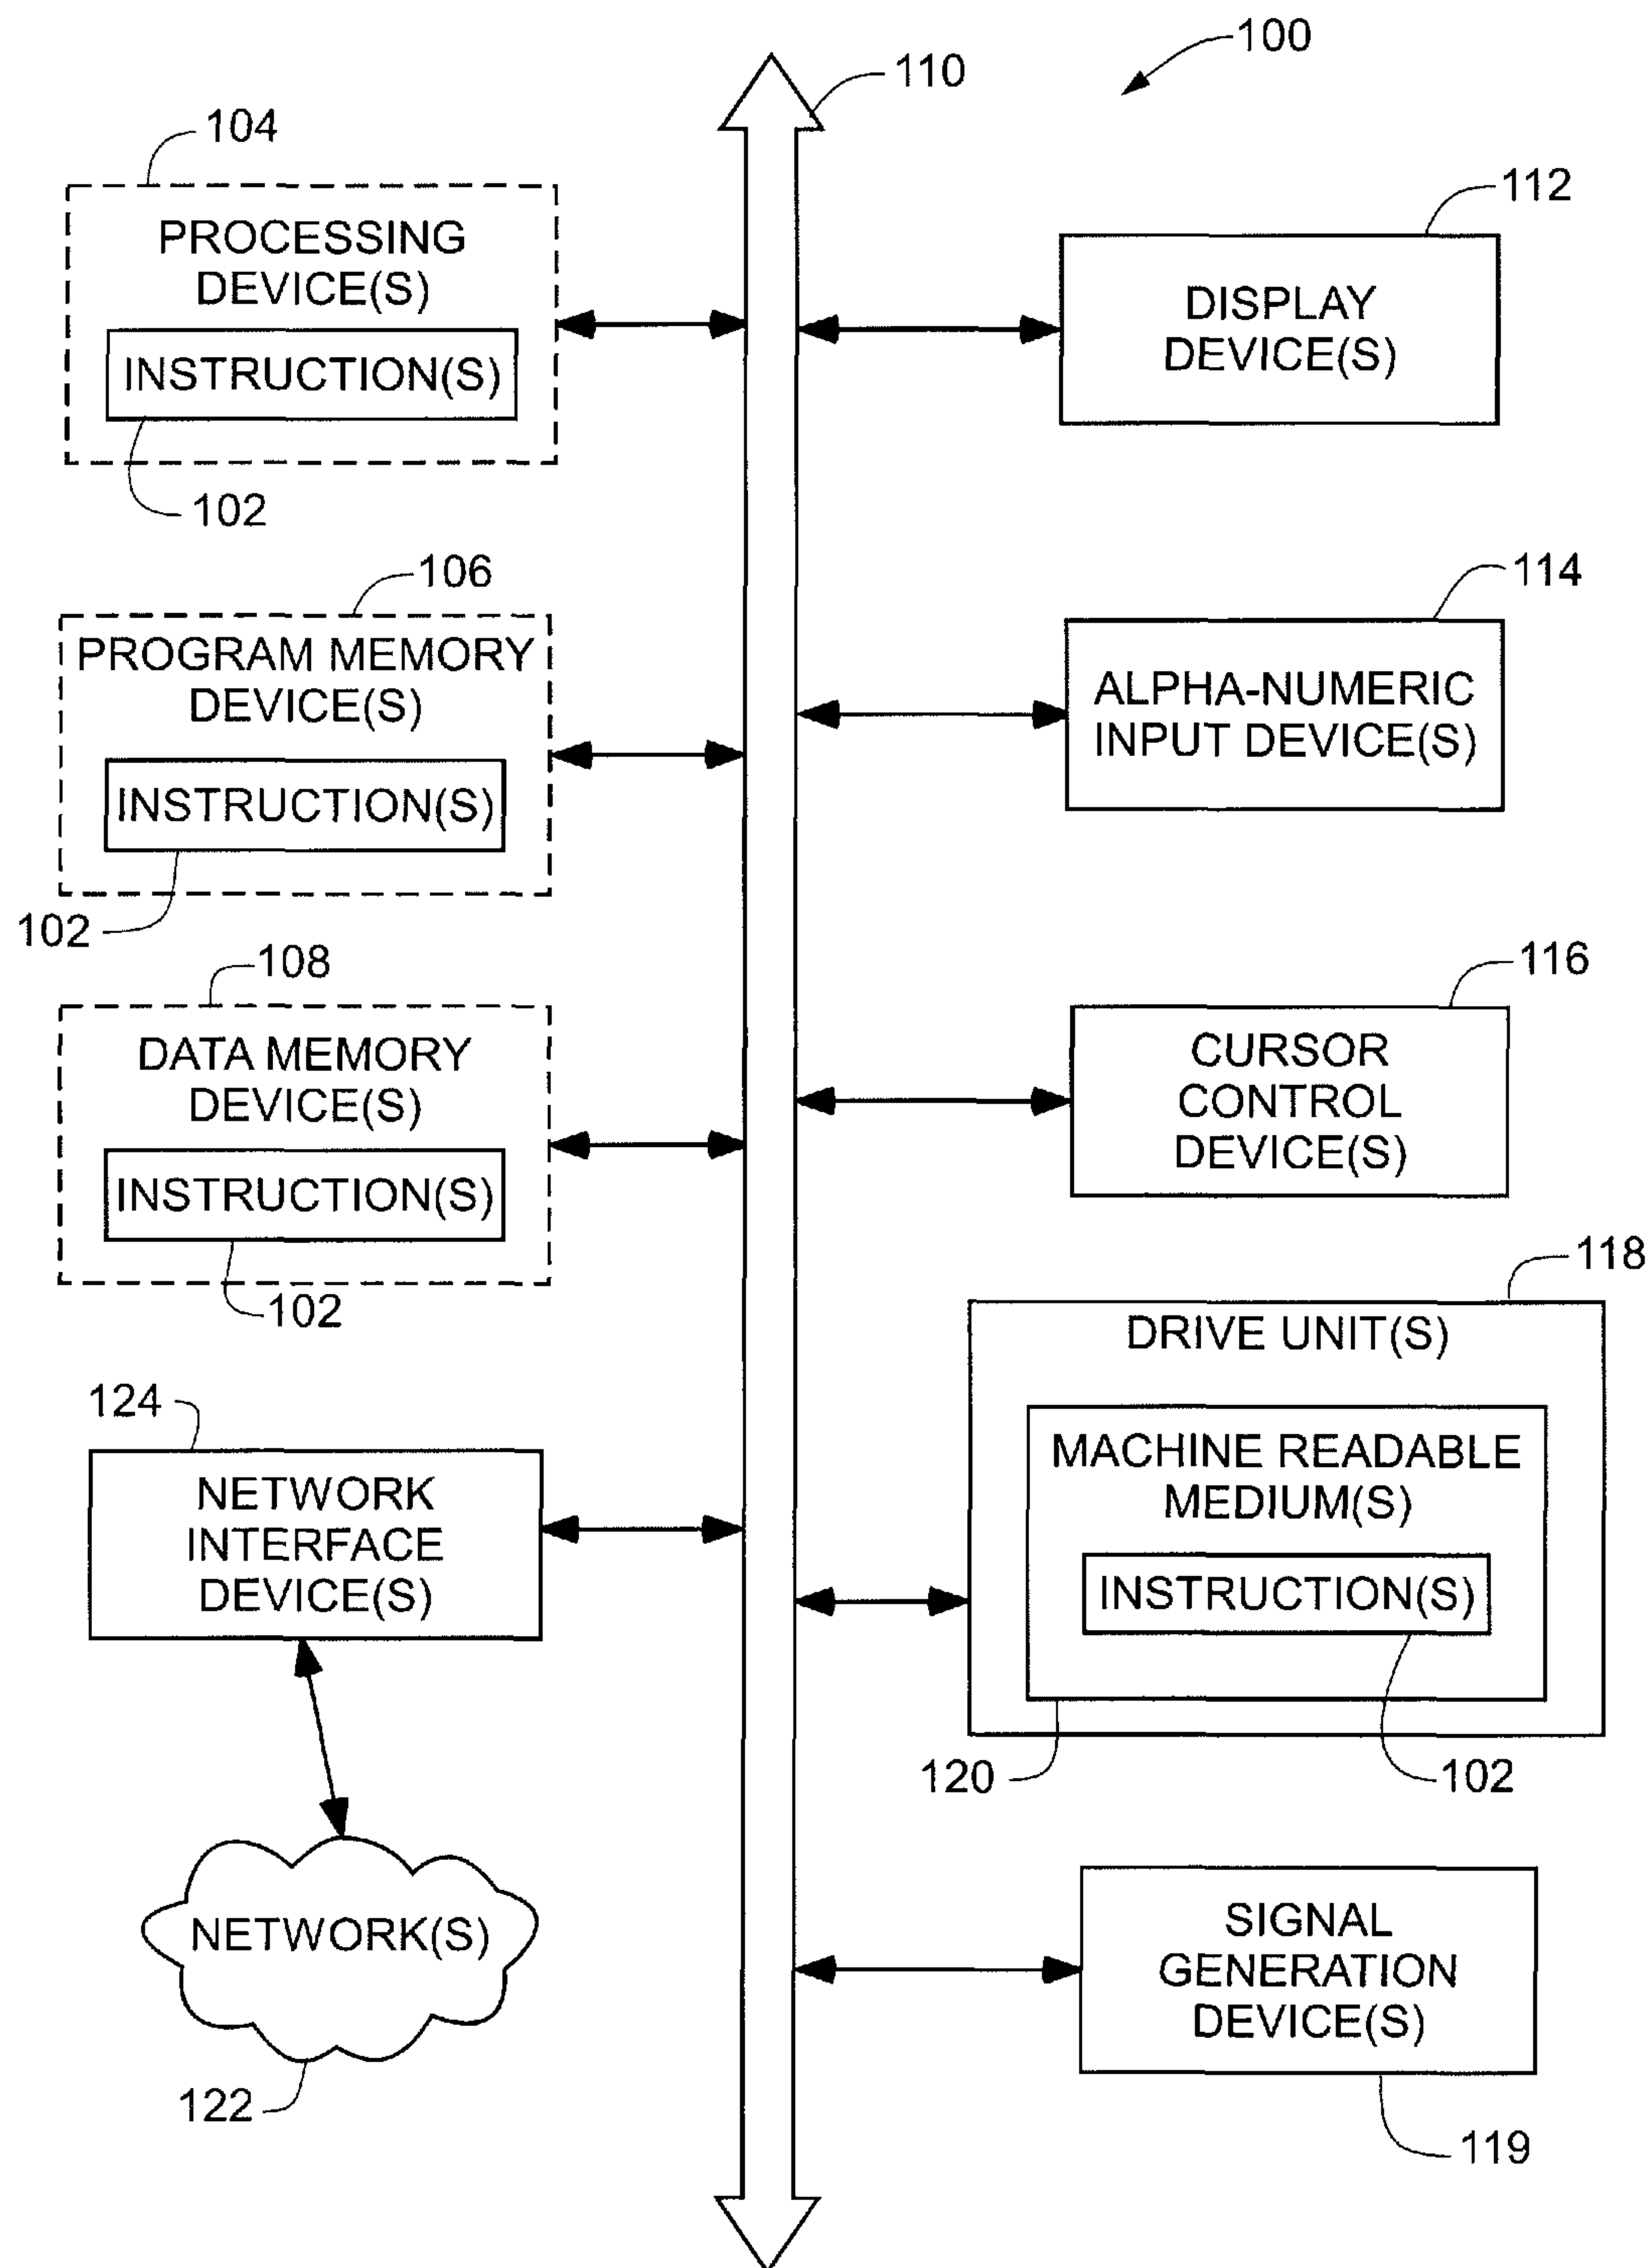 100
110
104
PROCESSING
DEVICE(S)
INSTRUCTION(S)
102
112
DISPLAY
DEVICE(S)
106
PROGRAM MEMORY
DEVICE(S)
INSTRUCTION(S)
102
114
ALPHA-NUMERIC
INPUT DEVICE(S)
108
DATA MEMORY
DEVICE(S)
INSTRUCTION(S)
102
116
CURSOR
CONTROL
DEVICE(S)
118
DRIVE UNIT(S)
MACHINE READABLE
MEDIUM(S)
INSTRUCTION(S)
120
102
124
NETWORK
INTERFACE
DEVICE(S)
NETWORK(S)
122
SIGNAL
GENERATION
DEVICE(S)
119